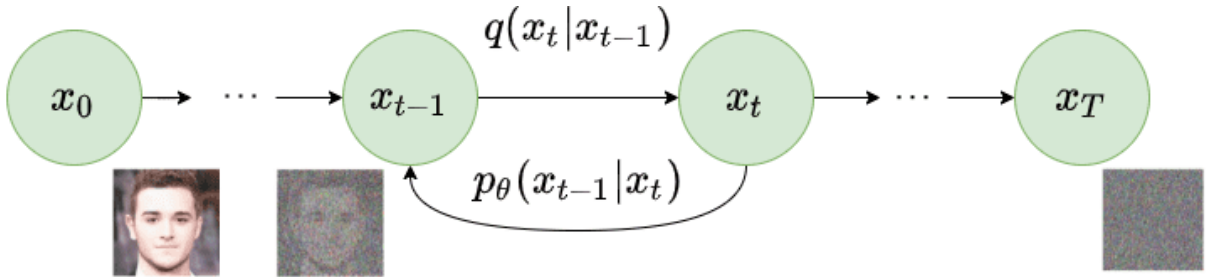 q(x_t|x_{t-1})
x_0 ... x_{t-1} x_t ... x_T
p_θ(x_{t-1}|x_t)